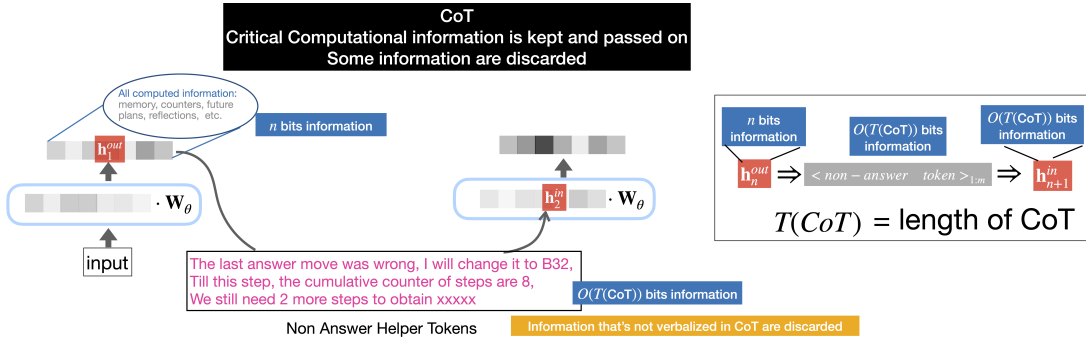 CoT
Critical Computational information is kept and passed on
Some information are discarded
All computed information:
memory, counters, future
plans, reflections, etc.
n bits information
h₁ᵒᵘᵗ
· W_θ
input
h₂ⁱⁿ
· W_θ
The last answer move was wrong, I will change it to B32,
Till this step, the cumulative counter of steps are 8,
We still need 2 more steps to obtain xxxxx
O(T(CoT)) bits information
Non Answer Helper Tokens
Information that's not verbalized in CoT are discarded
n bits
information
O(T(CoT)) bits
information
O(T(CoT)) bits
information
hₙᵒᵘᵗ ⇒ < non − answer token >₁:ₘ ⇒ hₙ₊₁ⁱⁿ
T(CoT) = length of CoT